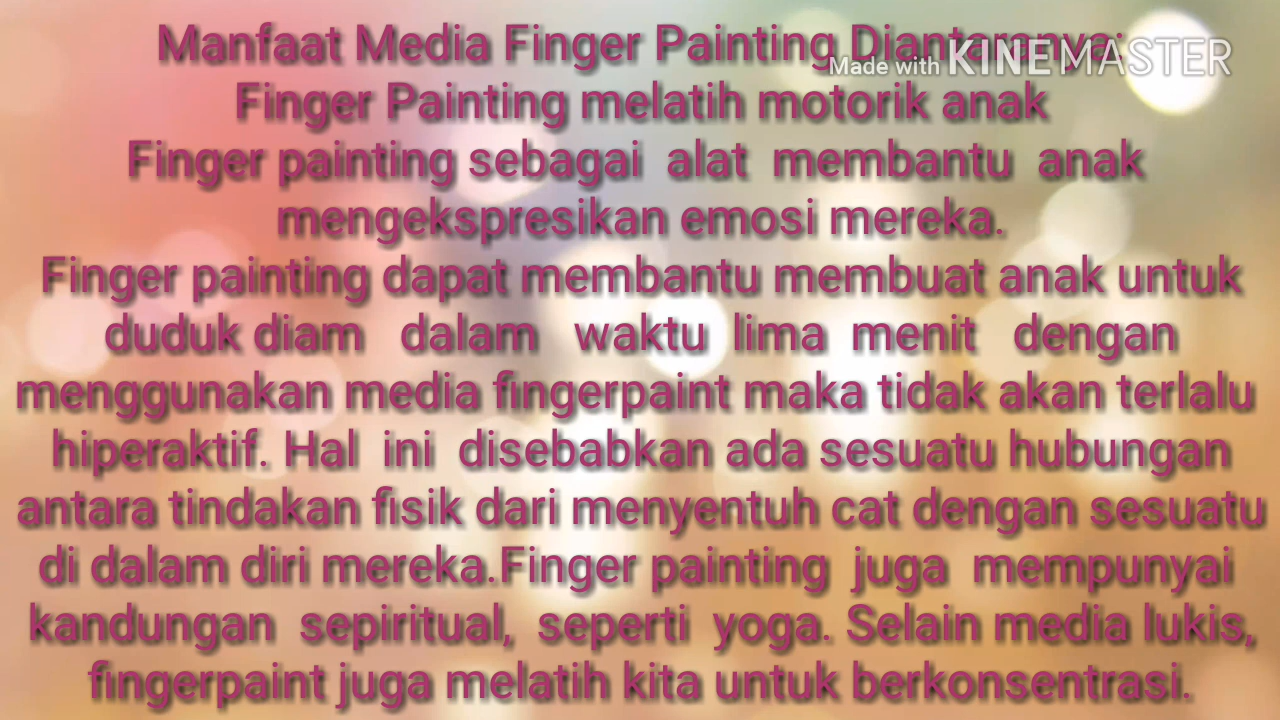 Manfaat Media Finger Painting Diantaranya:
Made with KINEMASTER
Finger Painting melatih motorik anak
Finger painting sebagai alat membantu anak
mengekspresikan emosi mereka.
Finger painting dapat membantu membuat anak untuk
duduk diam dalam waktu lima menit dengan
menggunakan media fingerpaint maka tidak akan terlalu
hiperaktif. Hal ini disebabkan ada sesuatu hubungan
antara tindakan fisik dari menyentuh cat dengan sesuatu
di dalam diri mereka.Finger painting juga mempunyai
kandungan sepiritual, seperti yoga. Selain media lukis,
fingerpaint juga melatih kita untuk berkonsentrasi.